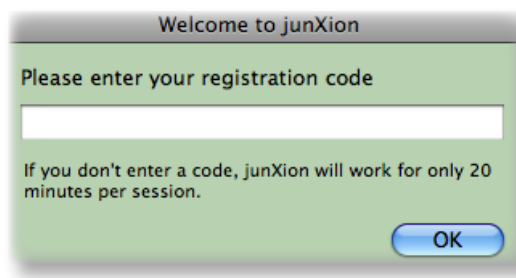 Welcome to junXion
Please enter your registration code
If you don't enter a code, junXion will work for only 20
minutes per session.
OK